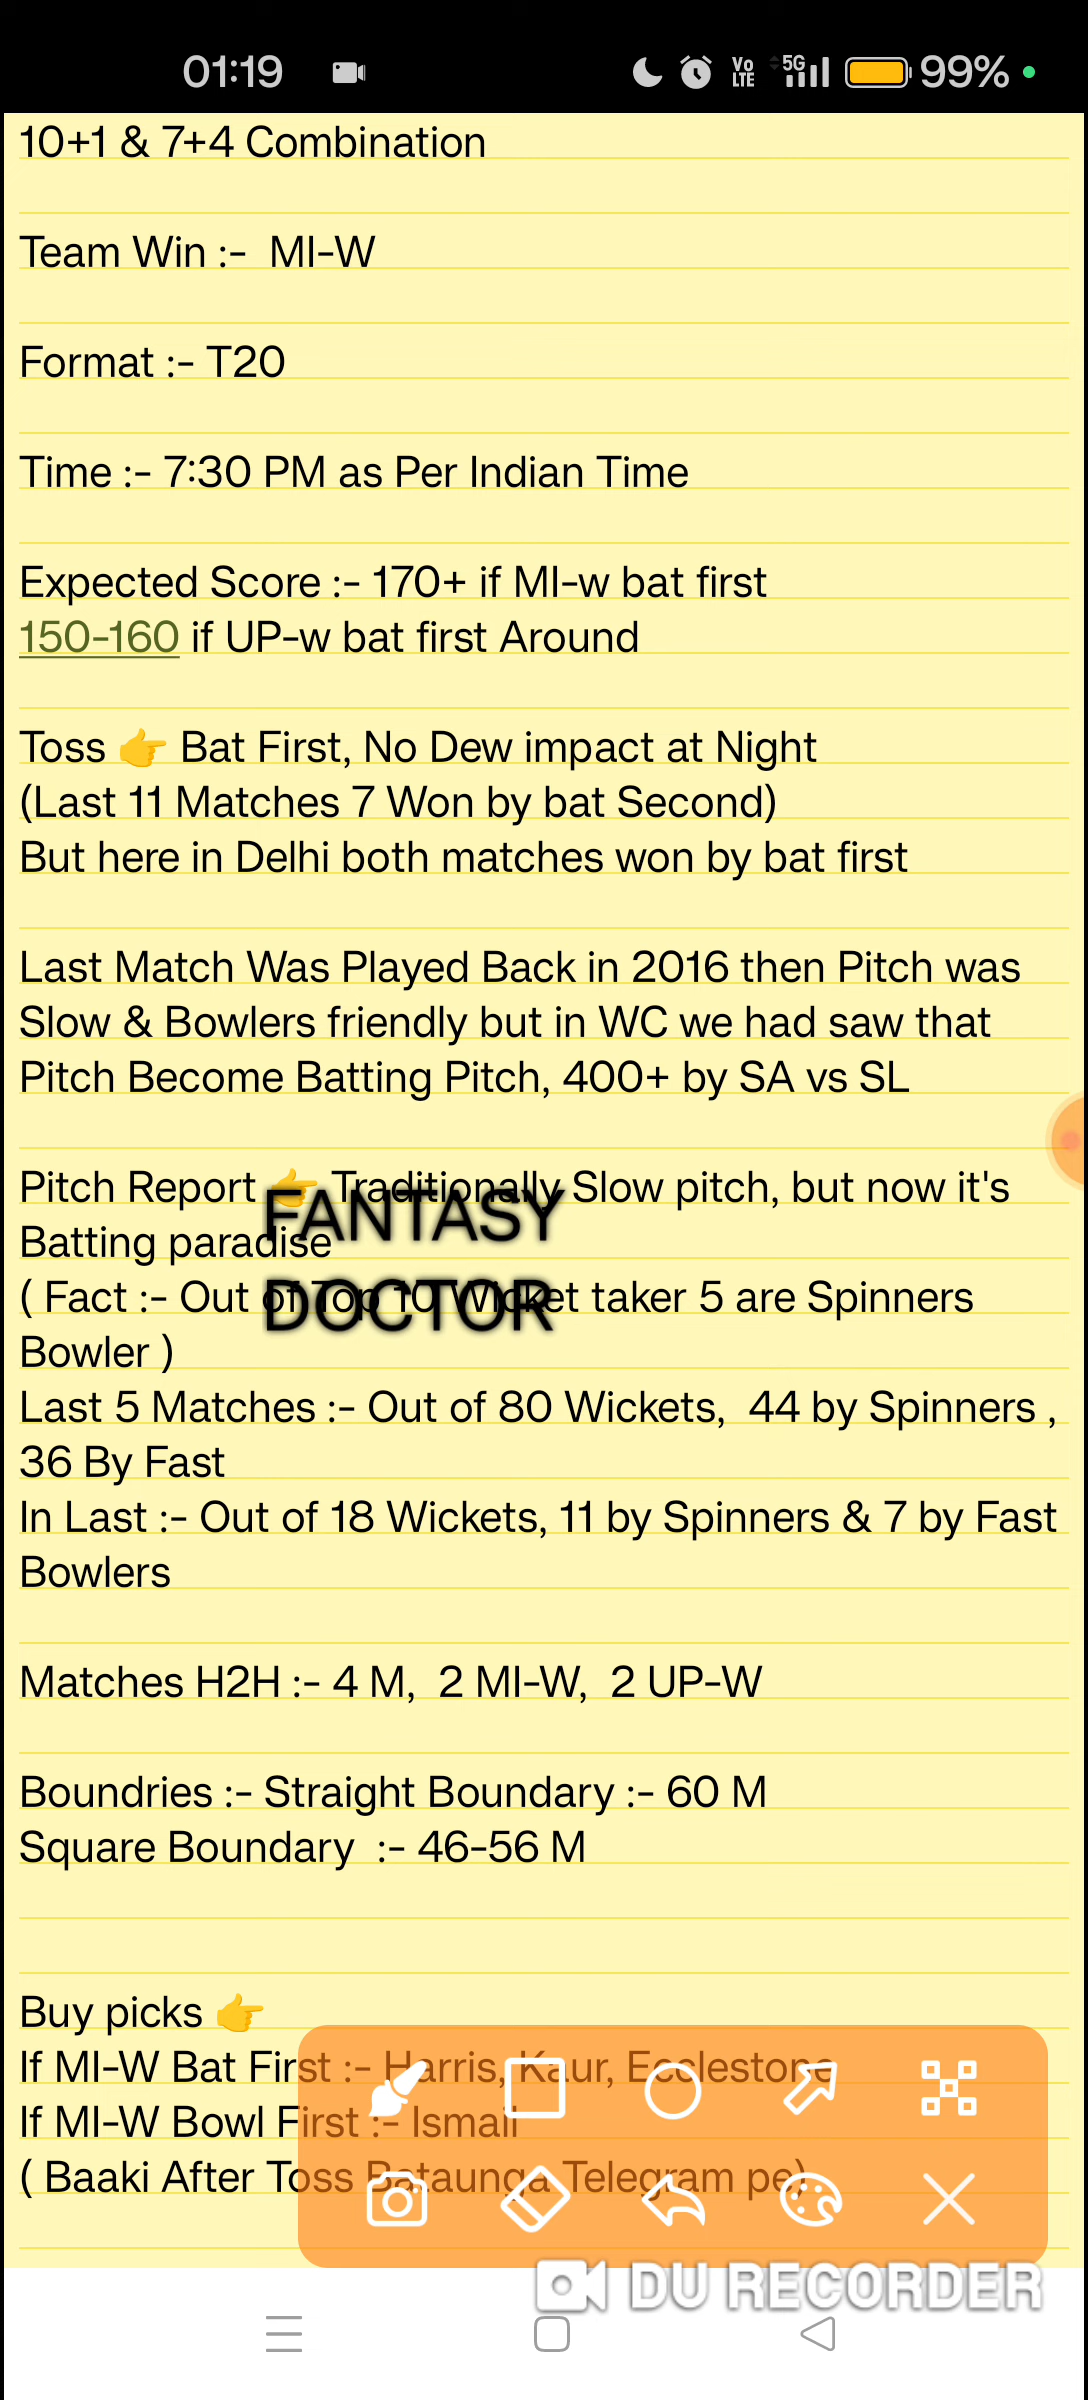 01:19
Vo LTE 5G 99%
10+1 & 7+4 Combination
Team Win :- MI-W
Format :- T20
Time :- 7:30 PM as Per Indian Time
Expected Score :- 170+ if MI-w bat first
150-160 if UP-w bat first Around
Toss 👉 Bat First, No Dew impact at Night
(Last 11 Matches 7 Won by bat Second)
But here in Delhi both matches won by bat first
Last Match Was Played Back in 2016 then Pitch was
Slow & Bowlers friendly but in WC we had saw that
Pitch Become Batting Pitch, 400+ by SA vs SL
Pitch Report 👉 Traditionally Slow pitch, but now it's
Batting paradise
FANTASY
DOCTOR
( Fact :- Out of Top 10 Wicket taker 5 are Spinners
Bowler )
Last 5 Matches :- Out of 80 Wickets, 44 by Spinners ,
36 By Fast
In Last :- Out of 18 Wickets, 11 by Spinners & 7 by Fast
Bowlers
Matches H2H :- 4 M, 2 MI-W, 2 UP-W
Boundries :- Straight Boundary :- 60 M
Square Boundary :- 46-56 M
Buy picks 👉
If MI-W Bat First :- Harris, Kaur, Ecclestone
If MI-W Bowl First :- Ismail
( Baaki After Toss Bataunga Telegram pe)
DU RECORDER